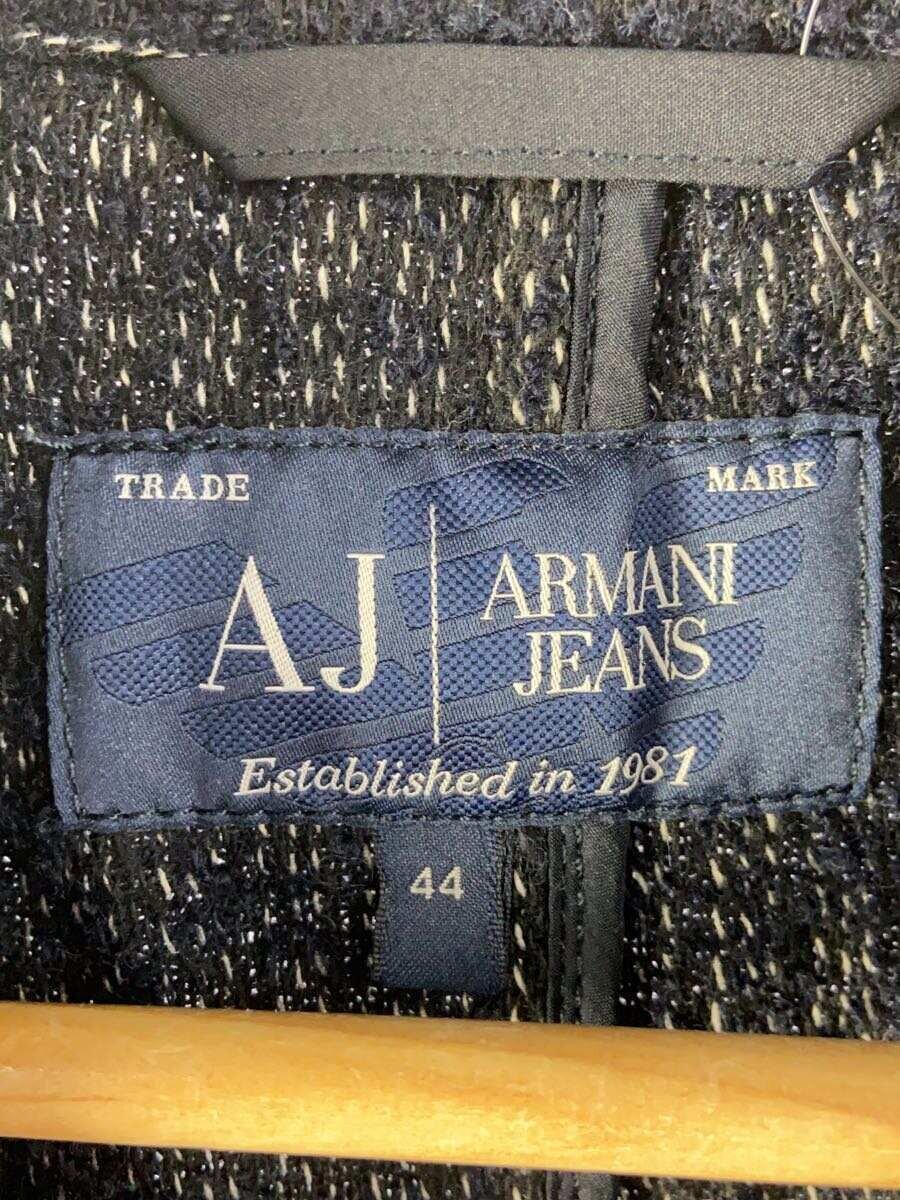 TRADE MARK
AJ ARMANI
JEANS
Established in 1981
44